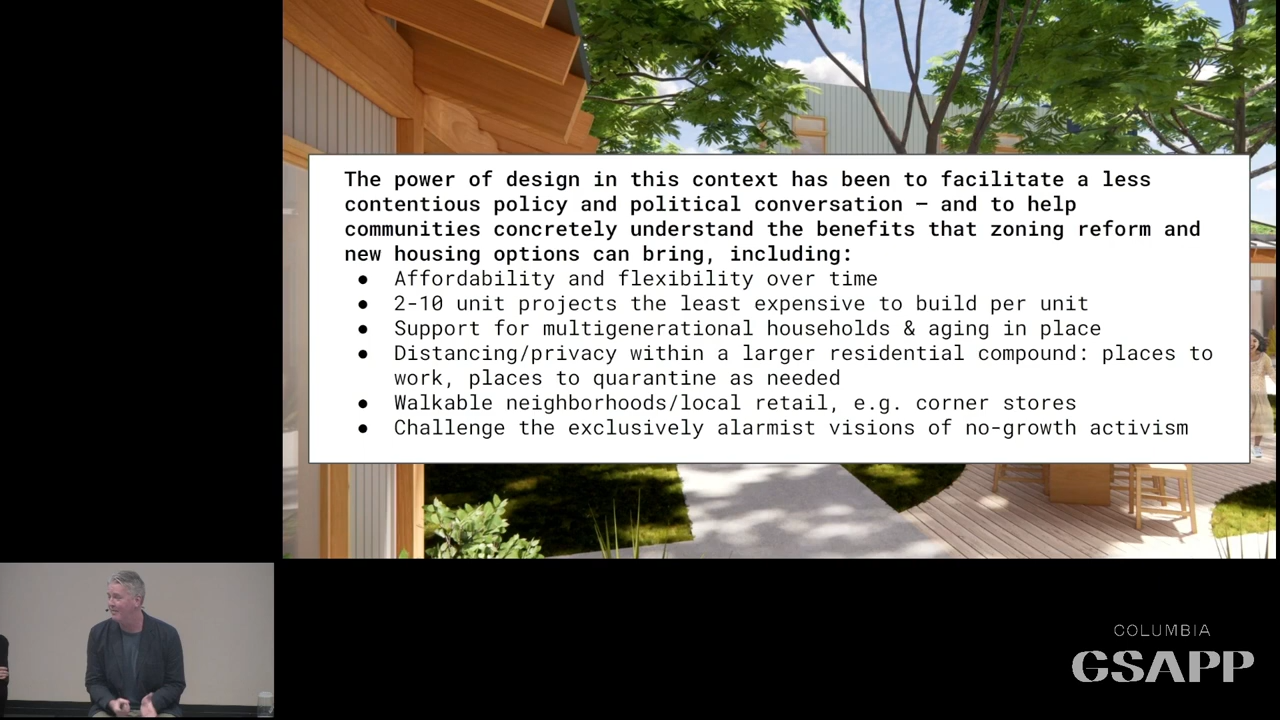 The power of design in this context has been to facilitate a less
contentious policy and political conversation – and to help
communities concretely understand the benefits that zoning reform and
new housing options can bring, including:
● Affordability and flexibility over time
● 2-10 unit projects the least expensive to build per unit
● Support for multigenerational households & aging in place
● Distancing/privacy within a larger residential compound: places to
work, places to quarantine as needed
● Walkable neighborhoods/local retail, e.g. corner stores
● Challenge the exclusively alarmist visions of no-growth activism
COLUMBIA
GSAPP